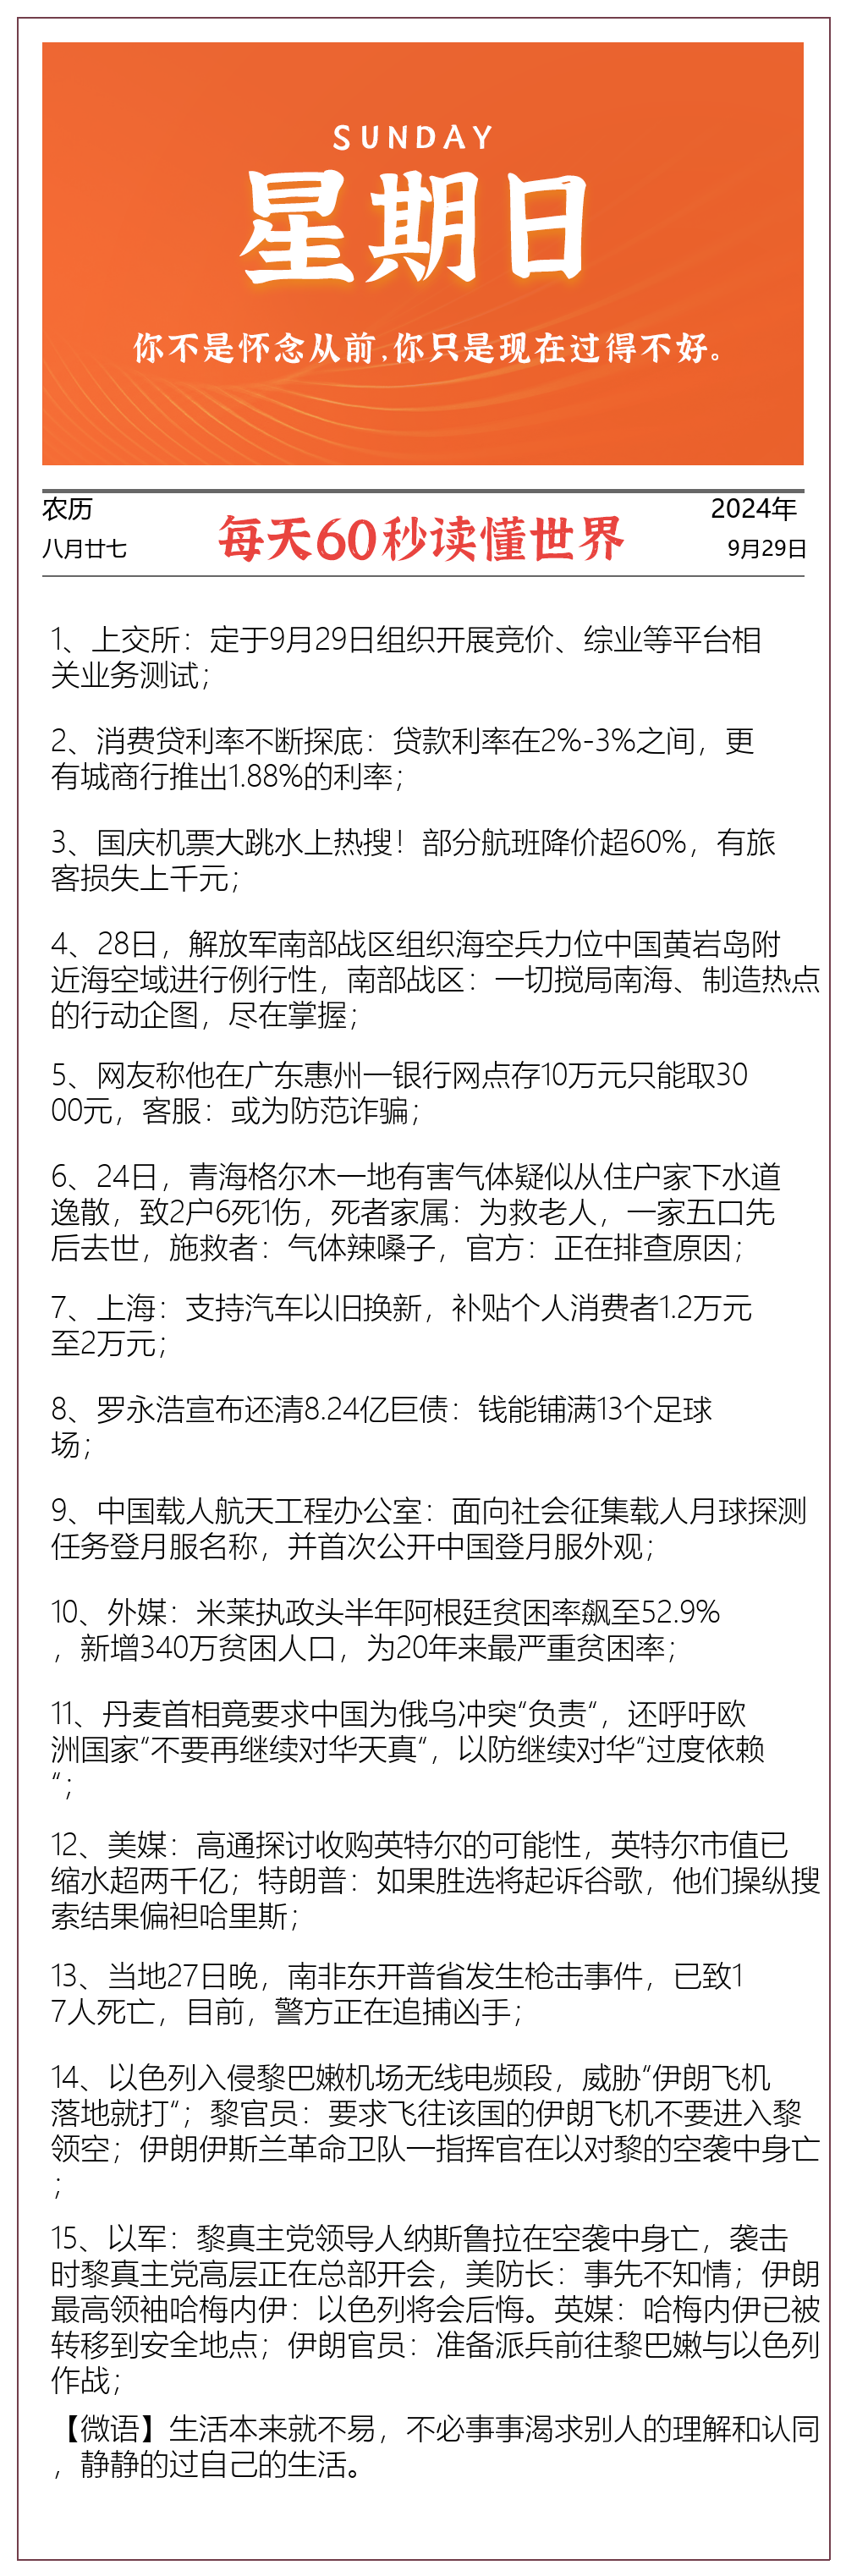 SUNDAY
星期日
你不是怀念从前,你只是现在过得不好。
农历
2024年
每天60秒读懂世界
八月廿七
9月29日
1、上交所：定于9月29日组织开展竞价、综业等平台相
关业务测试；
2、消费贷利率不断探底：贷款利率在2%-3%之间，更
有城商行推出1.88%的利率；
3、国庆机票大跳水上热搜！部分航班降价超60%，有旅
客损失上千元；
4、28日，解放军南部战区组织海空兵力位中国黄岩岛附
近海空域进行例行性，南部战区：一切搅局南海、制造热点
的行动企图，尽在掌握；
5、网友称他在广东惠州一银行网点存10万元只能取30
00元，客服：或为防范诈骗；
6、24日，青海格尔木一地有害气体疑似从住户家下水道
逸散，致2户6死1伤，死者家属：为救老人，一家五口先
后去世，施救者：气体辣嗓子，官方：正在排查原因；
7、上海：支持汽车以旧换新，补贴个人消费者1.2万元
至2万元；
8、罗永浩宣布还清8.24亿巨债：钱能铺满13个足球
场；
9、中国载人航天工程办公室：面向社会征集载人月球探测
任务登月服名称，并首次公开中国登月服外观；
10、外媒：米莱执政头半年阿根廷贫困率飙至52.9%
，新增340万贫困人口，为20年来最严重贫困率；
11、丹麦首相竟要求中国为俄乌冲突“负责“，还呼吁欧
洲国家“不要再继续对华天真“，以防继续对华“过度依赖
“；
12、美媒：高通探讨收购英特尔的可能性，英特尔市值已
缩水超两千亿；特朗普：如果胜选将起诉谷歌，他们操纵搜
索结果偏袒哈里斯；
13、当地27日晚，南非东开普省发生枪击事件，已致1
7人死亡，目前，警方正在追捕凶手；
14、以色列入侵黎巴嫩机场无线电频段，威胁“伊朗飞机
落地就打“；黎官员：要求飞往该国的伊朗飞机不要进入黎
领空；伊朗伊斯兰革命卫队一指挥官在以对黎的空袭中身亡
；
15、以军：黎真主党领导人纳斯鲁拉在空袭中身亡，袭击
时黎真主党高层正在总部开会，美防长：事先不知情；伊朗
最高领袖哈梅内伊：以色列将会后悔。英媒：哈梅内伊已被
转移到安全地点；伊朗官员：准备派兵前往黎巴嫩与以色列
作战；
【微语】生活本来就不易，不必事事渴求别人的理解和认同
，静静的过自己的生活。